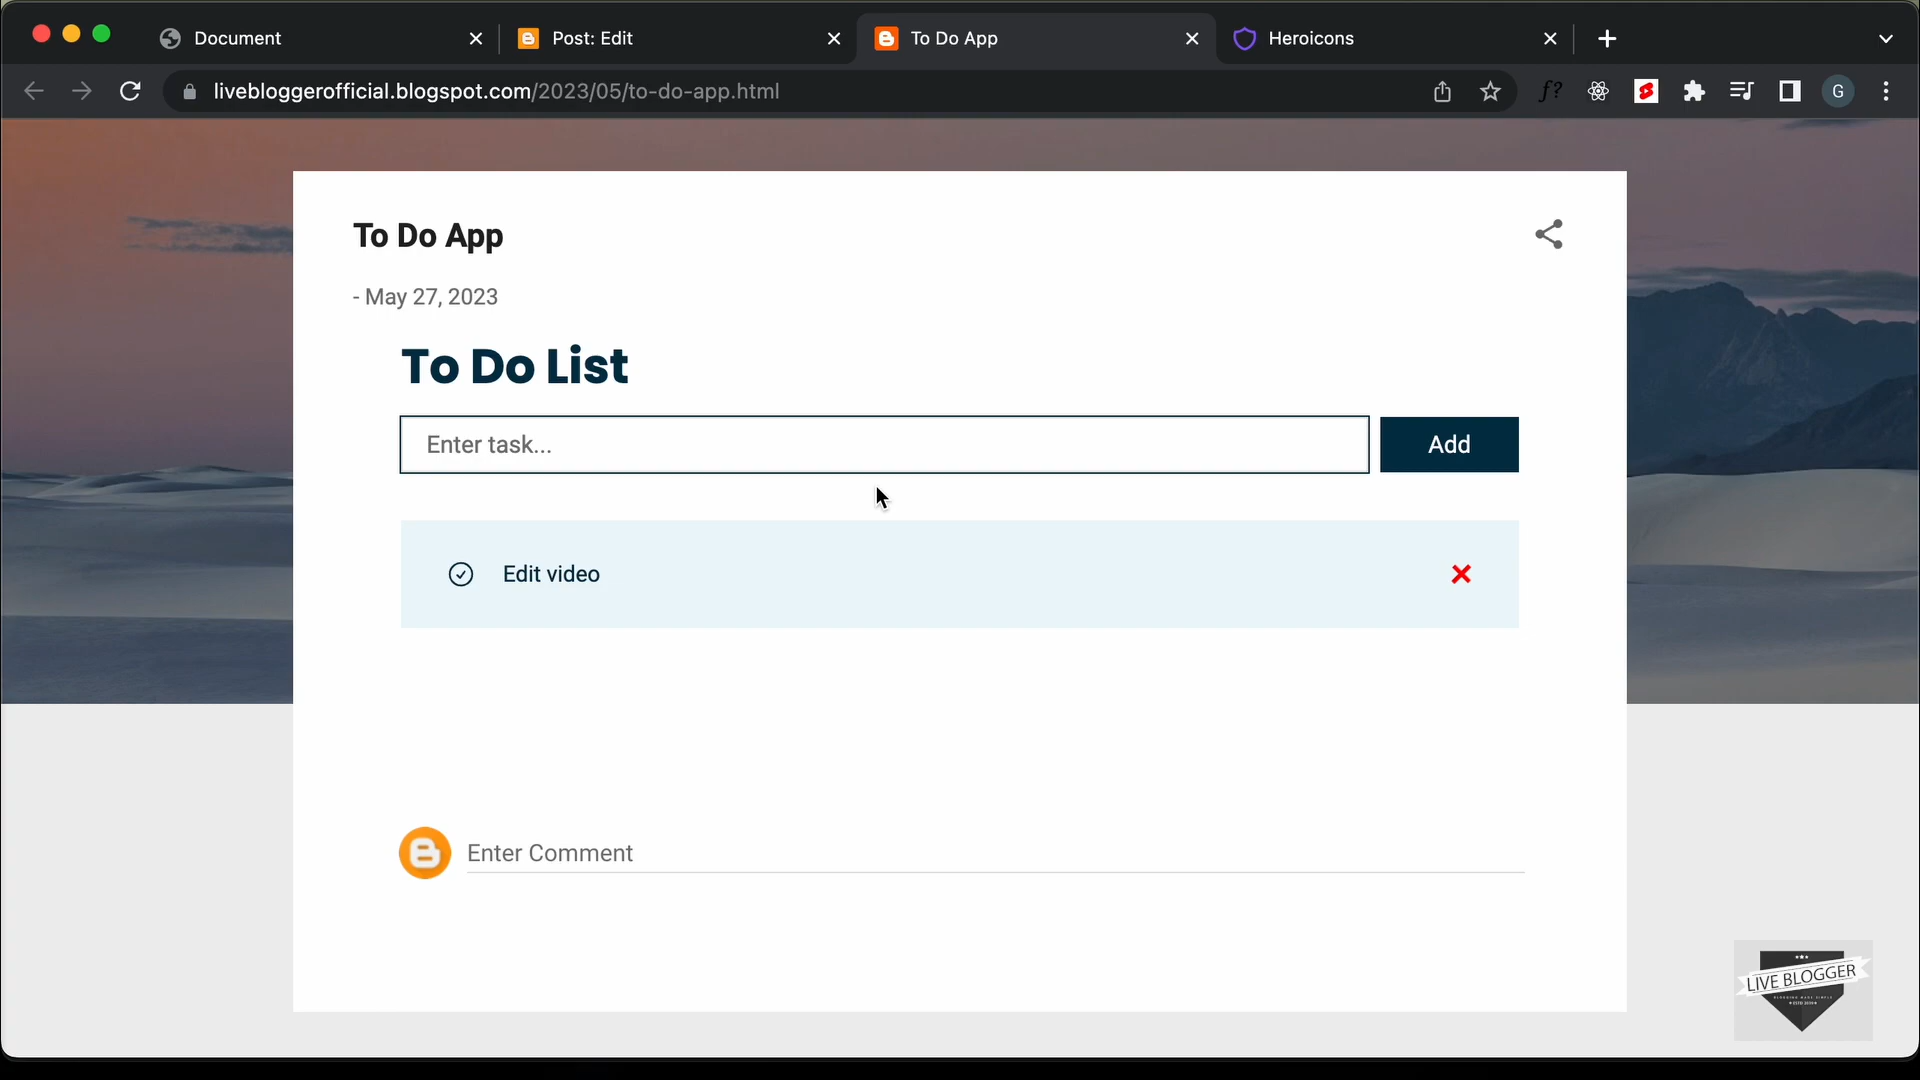 Document
Post: Edit
To Do App
Heroicons
livebloggerofficial.blogspot.com/2023/05/to-do-app.html
f?
G
To Do App
- May 27, 2023
To Do List
Enter task...
Add
Edit video
Enter Comment
LIVE BLOGGER